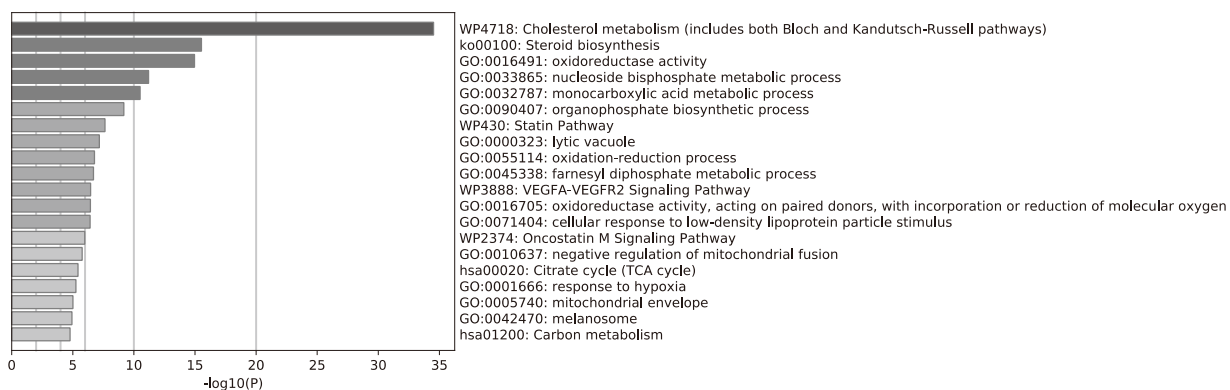 WP4718: Cholesterol metabolism (includes both Bloch and Kandutsch-Russell pathways)
ko00100: Steroid biosynthesis
GO:0016491: oxidoreductase activity
GO:0033865: nucleoside bisphosphate metabolic process
GO:0032787: monocarboxylic acid metabolic process
GO:0090407: organophosphate biosynthetic process
WP430: Statin Pathway
GO:0000323: lytic vacuole
GO:0055114: oxidation-reduction process
GO:0045338: farnesyl diphosphate metabolic process
WP3888: VEGFA-VEGFR2 Signaling Pathway
GO:0016705: oxidoreductase activity, acting on paired donors, with incorporation or reduction of molecular oxygen
GO:0071404: cellular response to low-density lipoprotein particle stimulus
WP2374: Oncostatin M Signaling Pathway
GO:0010637: negative regulation of mitochondrial fusion
hsa00020: Citrate cycle (TCA cycle)
GO:0001666: response to hypoxia
GO:0005740: mitochondrial envelope
GO:0042470: melanosome
hsa01200: Carbon metabolism
0 5 10 15 20 25 30 35
-log10(P)